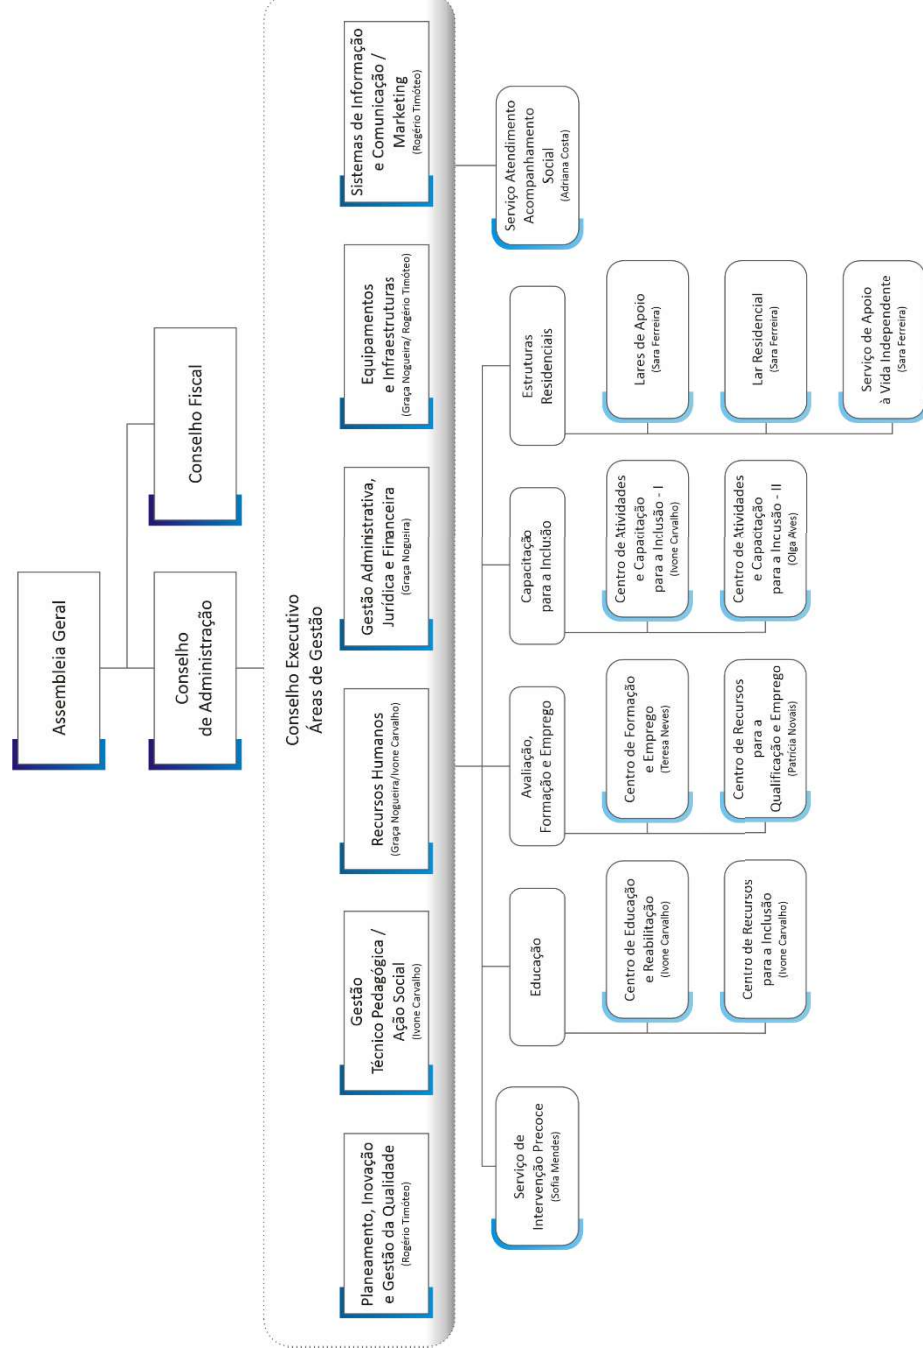 Assembleia Geral
Conselho
de Administração
Conselho Fiscal
Conselho Executivo
Áreas de Gestão
Planeamento, Inovação
e Gestão da Qualidade
(Rogério Timóteo)
Gestão
Técnico Pedagógica /
Ação Social
(Ivone Carvalho)
Recursos Humanos
(Graça Nogueira/Ivone Carvalho)
Gestão Administrativa,
Jurídica e Financeira
(Graça Nogueira)
Equipamentos
e Infraestruturas
(Graça Nogueira/ Rogério Timóteo)
Sistemas de Informação
e Comunicação /
Marketing
(Rogério Timóteo)
Serviço de
Intervenção Precoce
(Sofia Mendes)
Educação
Centro de Educação
e Reabilitação
(Ivone Carvalho)
Centro de Recursos
para a Inclusão
(Ivone Carvalho)
Avaliação,
Formação e Emprego
Centro de Formação
e Emprego
(Teresa Neves)
Centro de Recursos
para a
Qualificação e Emprego
(Patrícia Novais)
Capacitação
para a Inclusão
Centro de Atividades
e Capacitação
para a Inclusão - I
(Ivone Carvalho)
Centro de Atividades
e Capacitação
para a Incusão - II
(Olga Alves)
Estruturas
Residenciais
Lares de Apoio
(Sara Ferreira)
Lar Residencial
(Sara Ferreira)
Serviço de Apoio
à Vida Independente
(Sara Ferreira)
Serviço Atendimento
Acompanhamento
Social
(Adriana Costa)